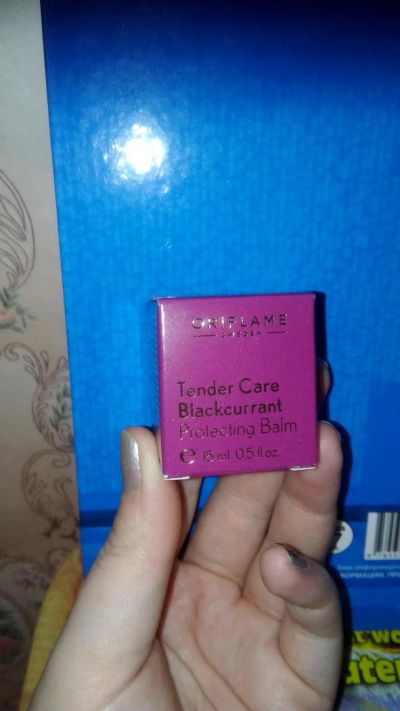 ORIFLAME
SWEDEN
Tender Care
Blackcurrant
Protecting Balm
℮ 15 ml 0.5 fl.oz.